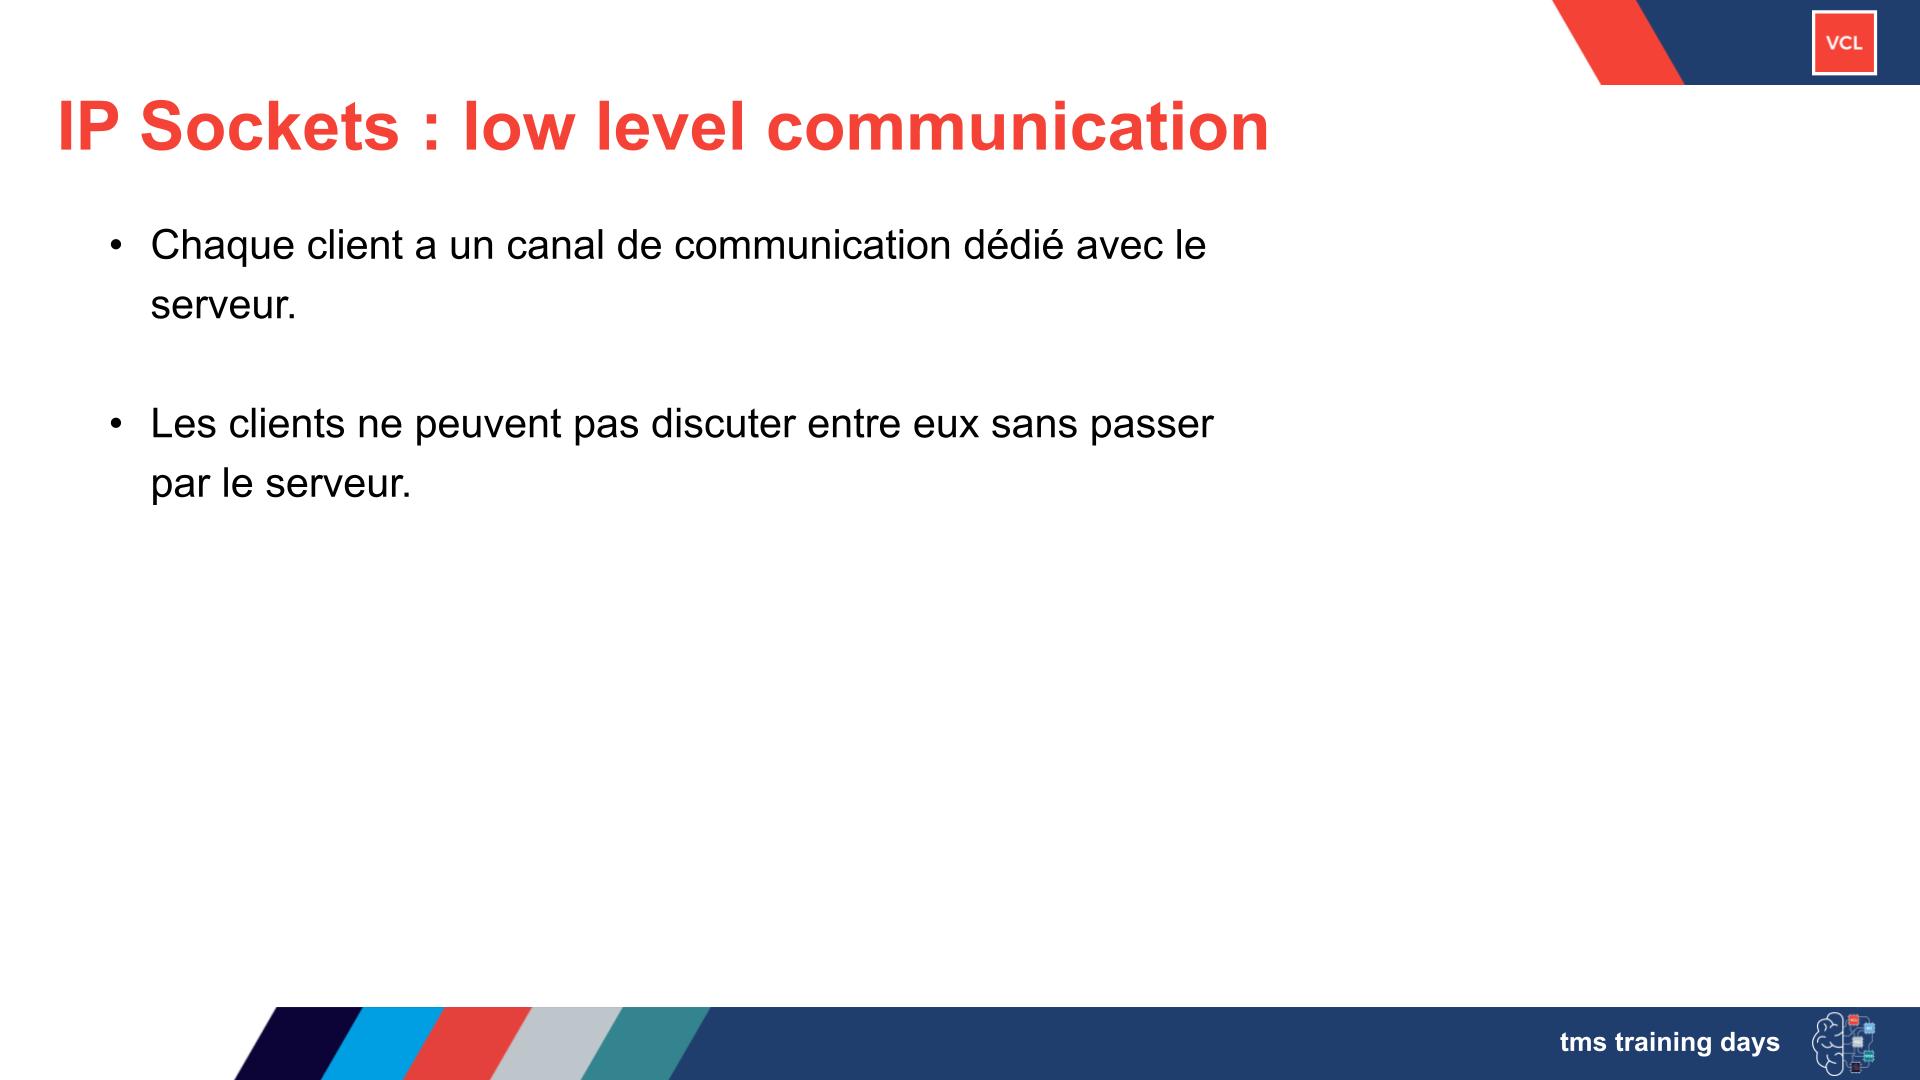 VCL
IP Sockets : low level communication
• Chaque client a un canal de communication dédié avec le
serveur.
• Les clients ne peuvent pas discuter entre eux sans passer
par le serveur.
tms training days